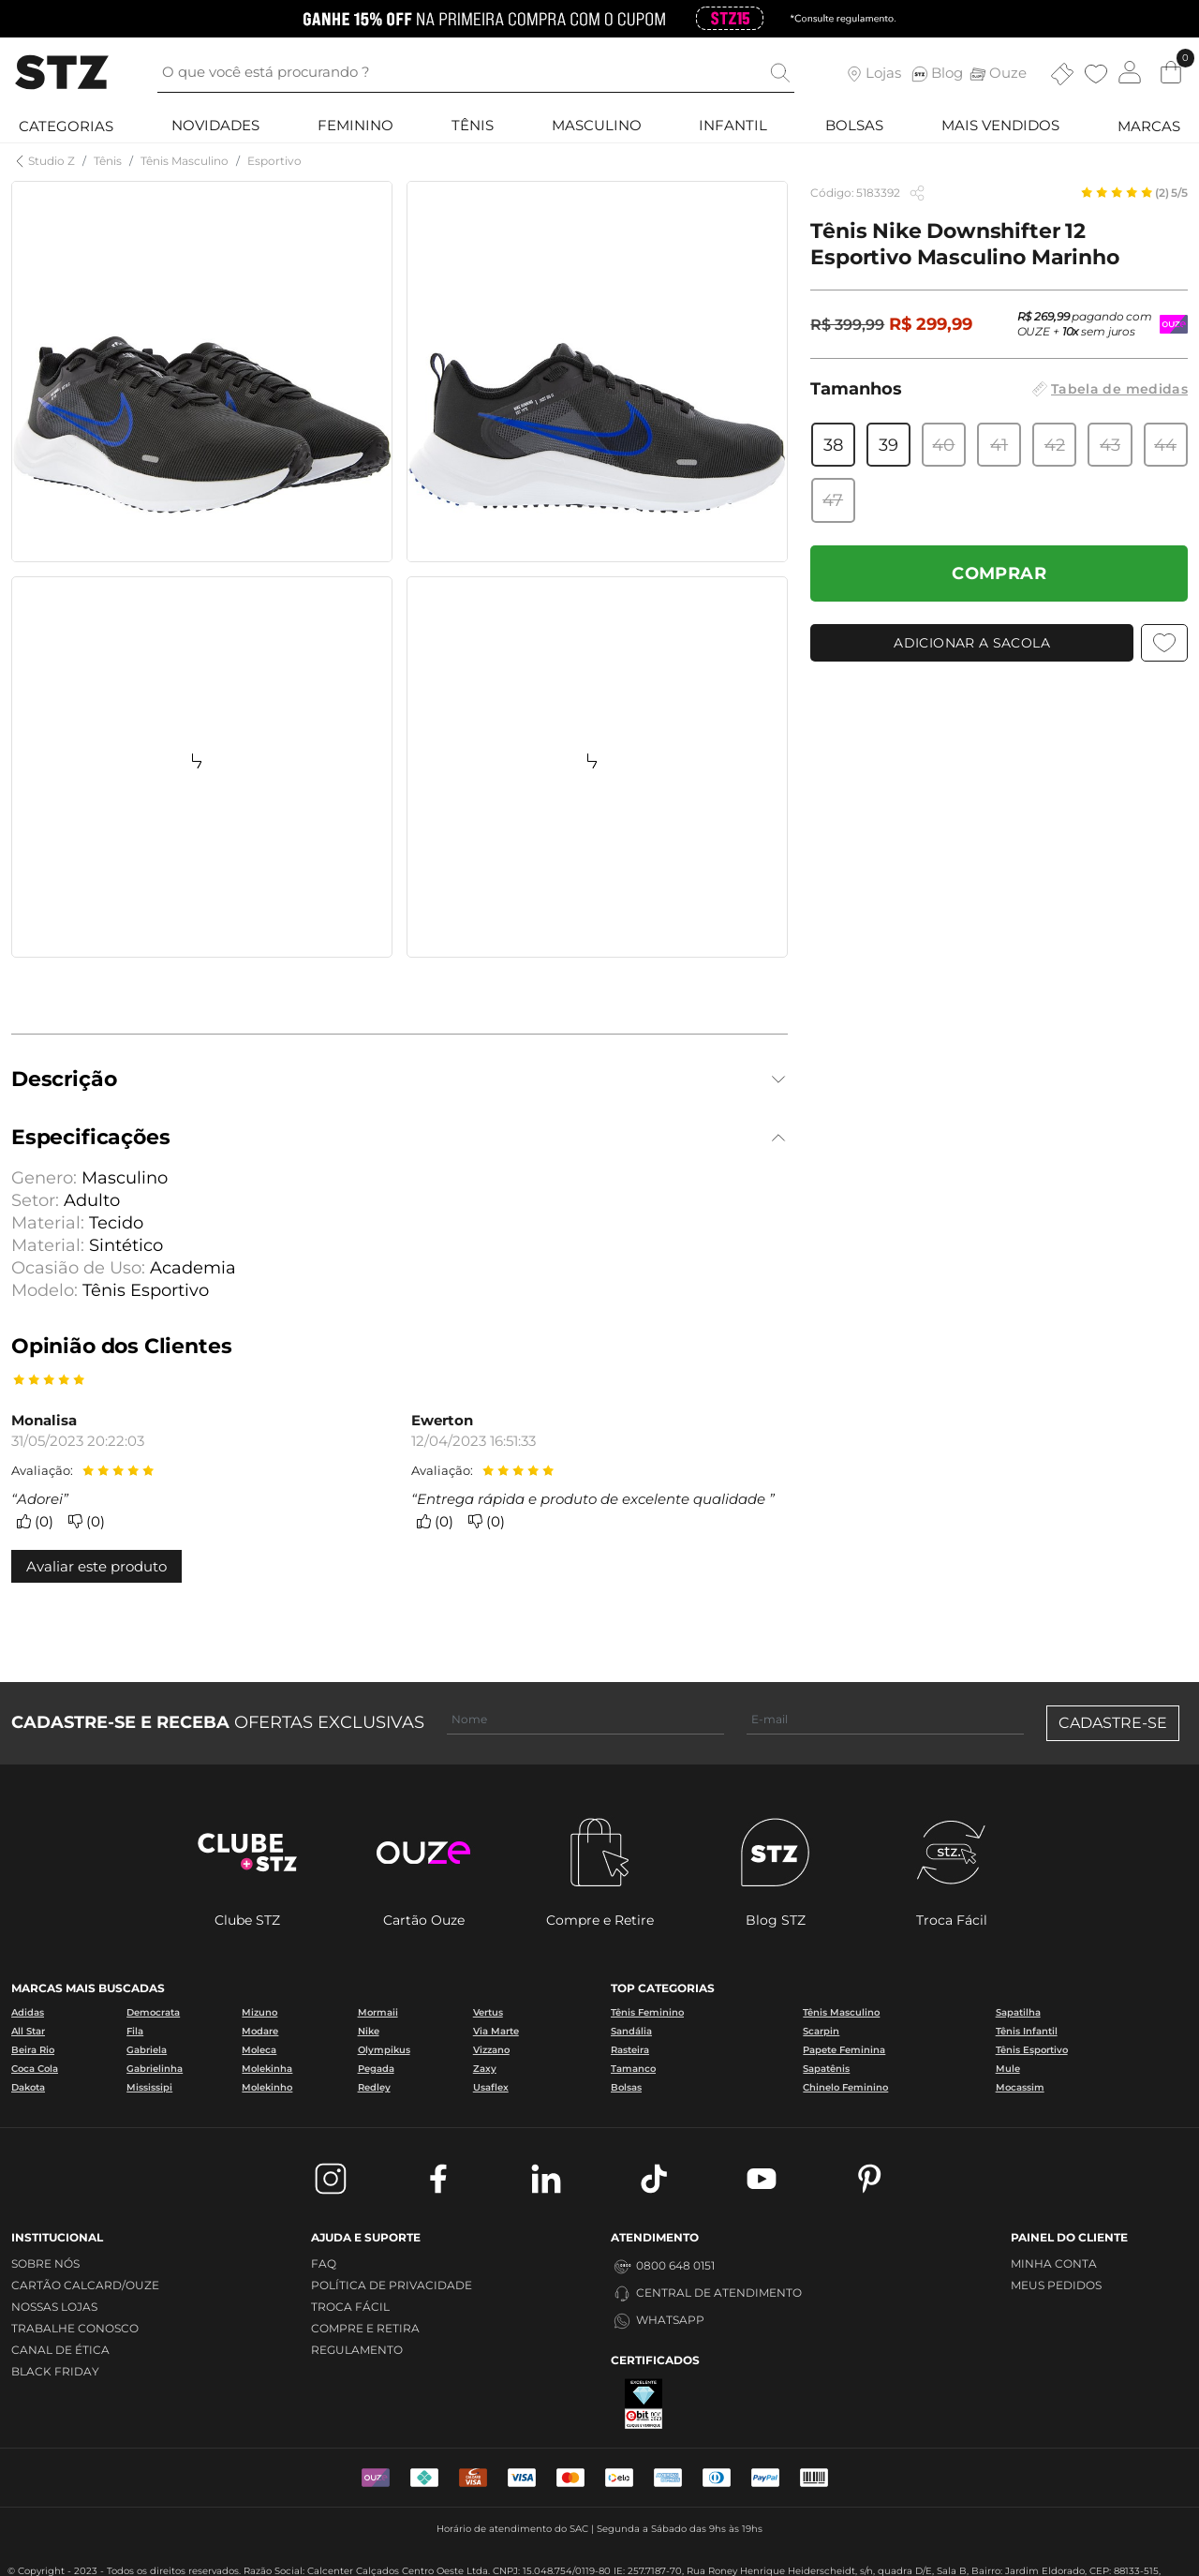 GANHE 15% OFF NA PRIMEIRA COMPRA COM O CUPOM STZ15 *Consulte regulamento.
STZ
O que você está procurando ?
Lojas
STZ Blog
Ouze
0
CATEGORIAS NOVIDADES FEMININO TÊNIS MASCULINO INFANTIL BOLSAS MAIS VENDIDOS MARCAS
Studio Z / Tênis / Tênis Masculino / Esportivo
Código: 5183392
(2) 5/5
Tênis Nike Downshifter 12
Esportivo Masculino Marinho
R$ 399,99 R$ 299,99
R$ 269,99 pagando com
OUZE + 10x sem juros
OUZE
Tamanhos
Tabela de medidas
38 39 40 41 42 43 44
47
COMPRAR
ADICIONAR A SACOLA
Descrição
Especificações
Genero: Masculino
Setor: Adulto
Material: Tecido
Material: Sintético
Ocasião de Uso: Academia
Modelo: Tênis Esportivo
Opinião dos Clientes
Monalisa
31/05/2023 20:22:03
Avaliação:
“Adorei”
(0) (0)
Ewerton
12/04/2023 16:51:33
Avaliação:
“Entrega rápida e produto de excelente qualidade ”
(0) (0)
Avaliar este produto
CADASTRE-SE E RECEBA OFERTAS EXCLUSIVAS
Nome
E-mail
CADASTRE-SE
CLUBE
+STZ
ouze
STZ
stz.
Clube STZ
Cartão Ouze
Compre e Retire
Blog STZ
Troca Fácil
MARCAS MAIS BUSCADAS
Adidas Democrata Mizuno Mormaii Vertus
All Star Fila Modare Nike Via Marte
Beira Rio Gabriela Moleca Olympikus Vizzano
Coca Cola Gabrielinha Molekinha Pegada Zaxy
Dakota Mississipi Molekinho Redley Usaflex
TOP CATEGORIAS
Tênis Feminino Tênis Masculino Sapatilha
Sandália Scarpin Tênis Infantil
Rasteira Papete Feminina Tênis Esportivo
Tamanco Sapatênis Mule
Bolsas Chinelo Feminino Mocassim
INSTITUCIONAL
SOBRE NÓS
CARTÃO CALCARD/OUZE
NOSSAS LOJAS
TRABALHE CONOSCO
CANAL DE ÉTICA
BLACK FRIDAY
AJUDA E SUPORTE
FAQ
POLÍTICA DE PRIVACIDADE
TROCA FÁCIL
COMPRE E RETIRA
REGULAMENTO
ATENDIMENTO
0800 648 0151
CENTRAL DE ATENDIMENTO
WHATSAPP
CERTIFICADOS
EXCELENTE
ebit
CLIQUE E VERIFIQUE
PAINEL DO CLIENTE
MINHA CONTA
MEUS PEDIDOS
VISA VISA elo PayPal
Horário de atendimento do SAC | Segunda a Sábado das 9hs às 19hs
© Copyright - 2023 - Todos os direitos reservados. Razão Social: Calcenter Calçados Centro Oeste Ltda. CNPJ: 15.048.754/0119-80 IE: 257.7187-70, Rua Roney Henrique Heiderscheidt, s/n, quadra D/E, Sala B, Bairro: Jardim Eldorado, CEP: 88133-515,